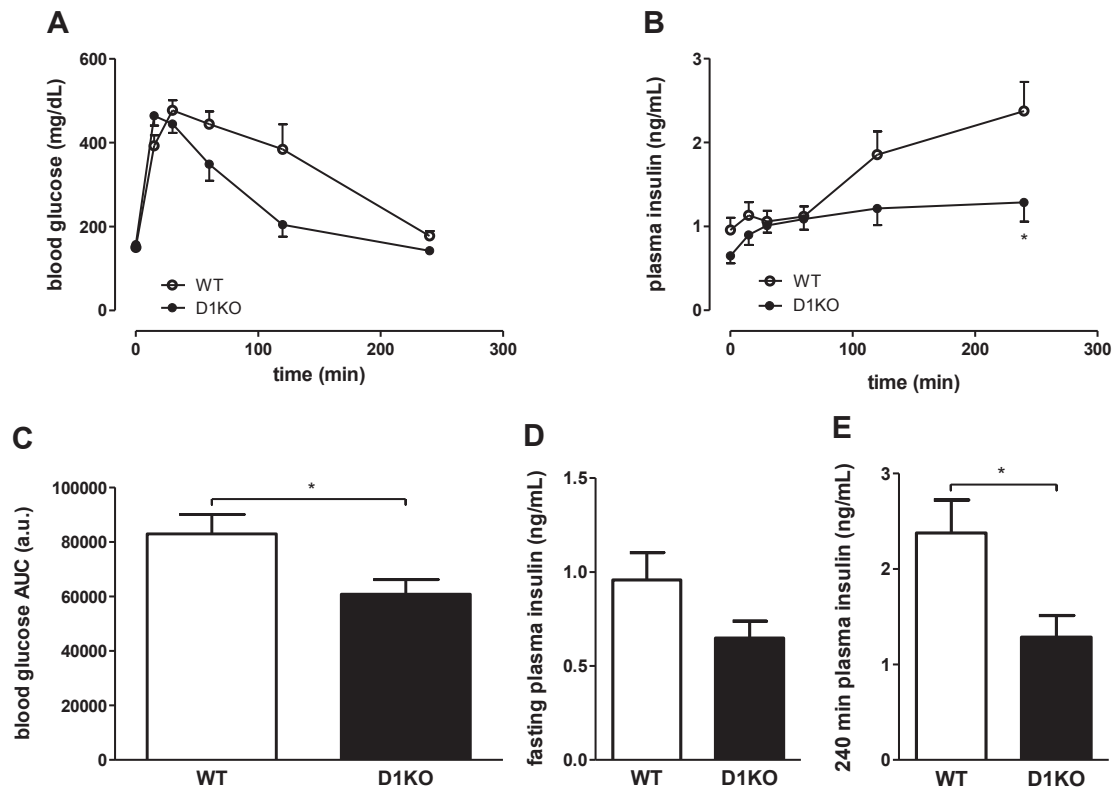 A
blood glucose (mg/dL)
600
400
200
0
WT
D1KO
0 100 200 300
time (min)
B
plasma insulin (ng/mL)
3
2
1
0
*
WT
D1KO
0 100 200 300
time (min)
C
blood glucose AUC (a.u.)
100000
80000
60000
40000
20000
0
*
WT D1KO
D
fasting plasma insulin (ng/mL)
1.5
1.0
0.5
0.0
WT D1KO
E
240 min plasma insulin (ng/mL)
3
2
1
0
*
WT D1KO